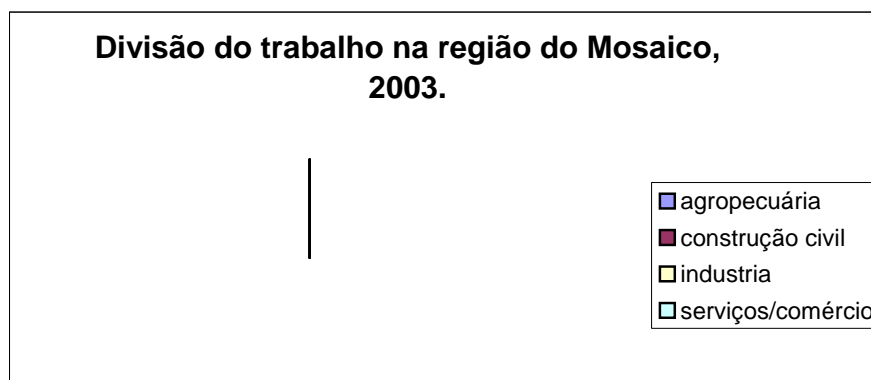 Divisão do trabalho na região do Mosaico,
2003.
agropecuária
construção civil
industria
serviços/comércio